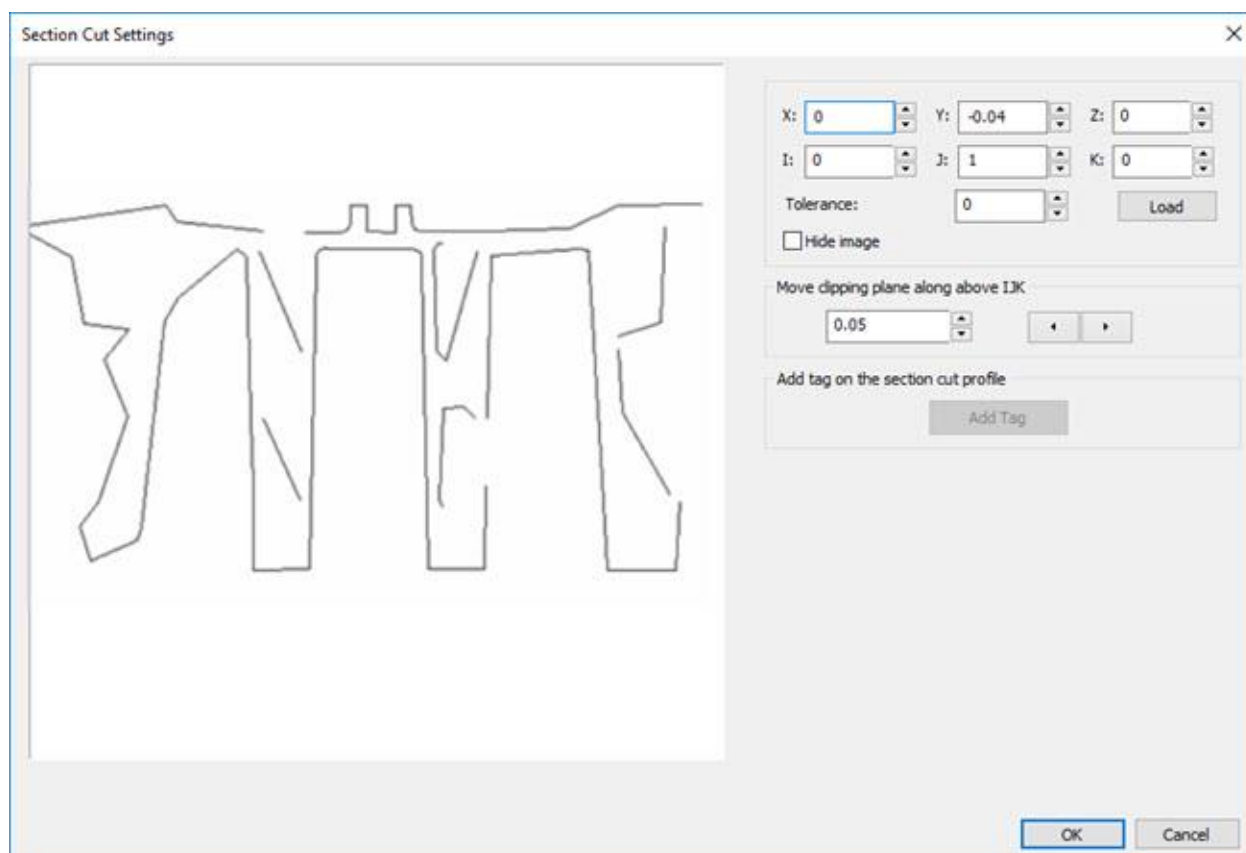 Section Cut Settings
X: 0 Y: -0.04 Z: 0
I: 0 J: 1 K: 0
Tolerance: 0 Load
Hide image
Move clipping plane along above IJK
0.05
Add tag on the section cut profile
Add Tag
OK Cancel